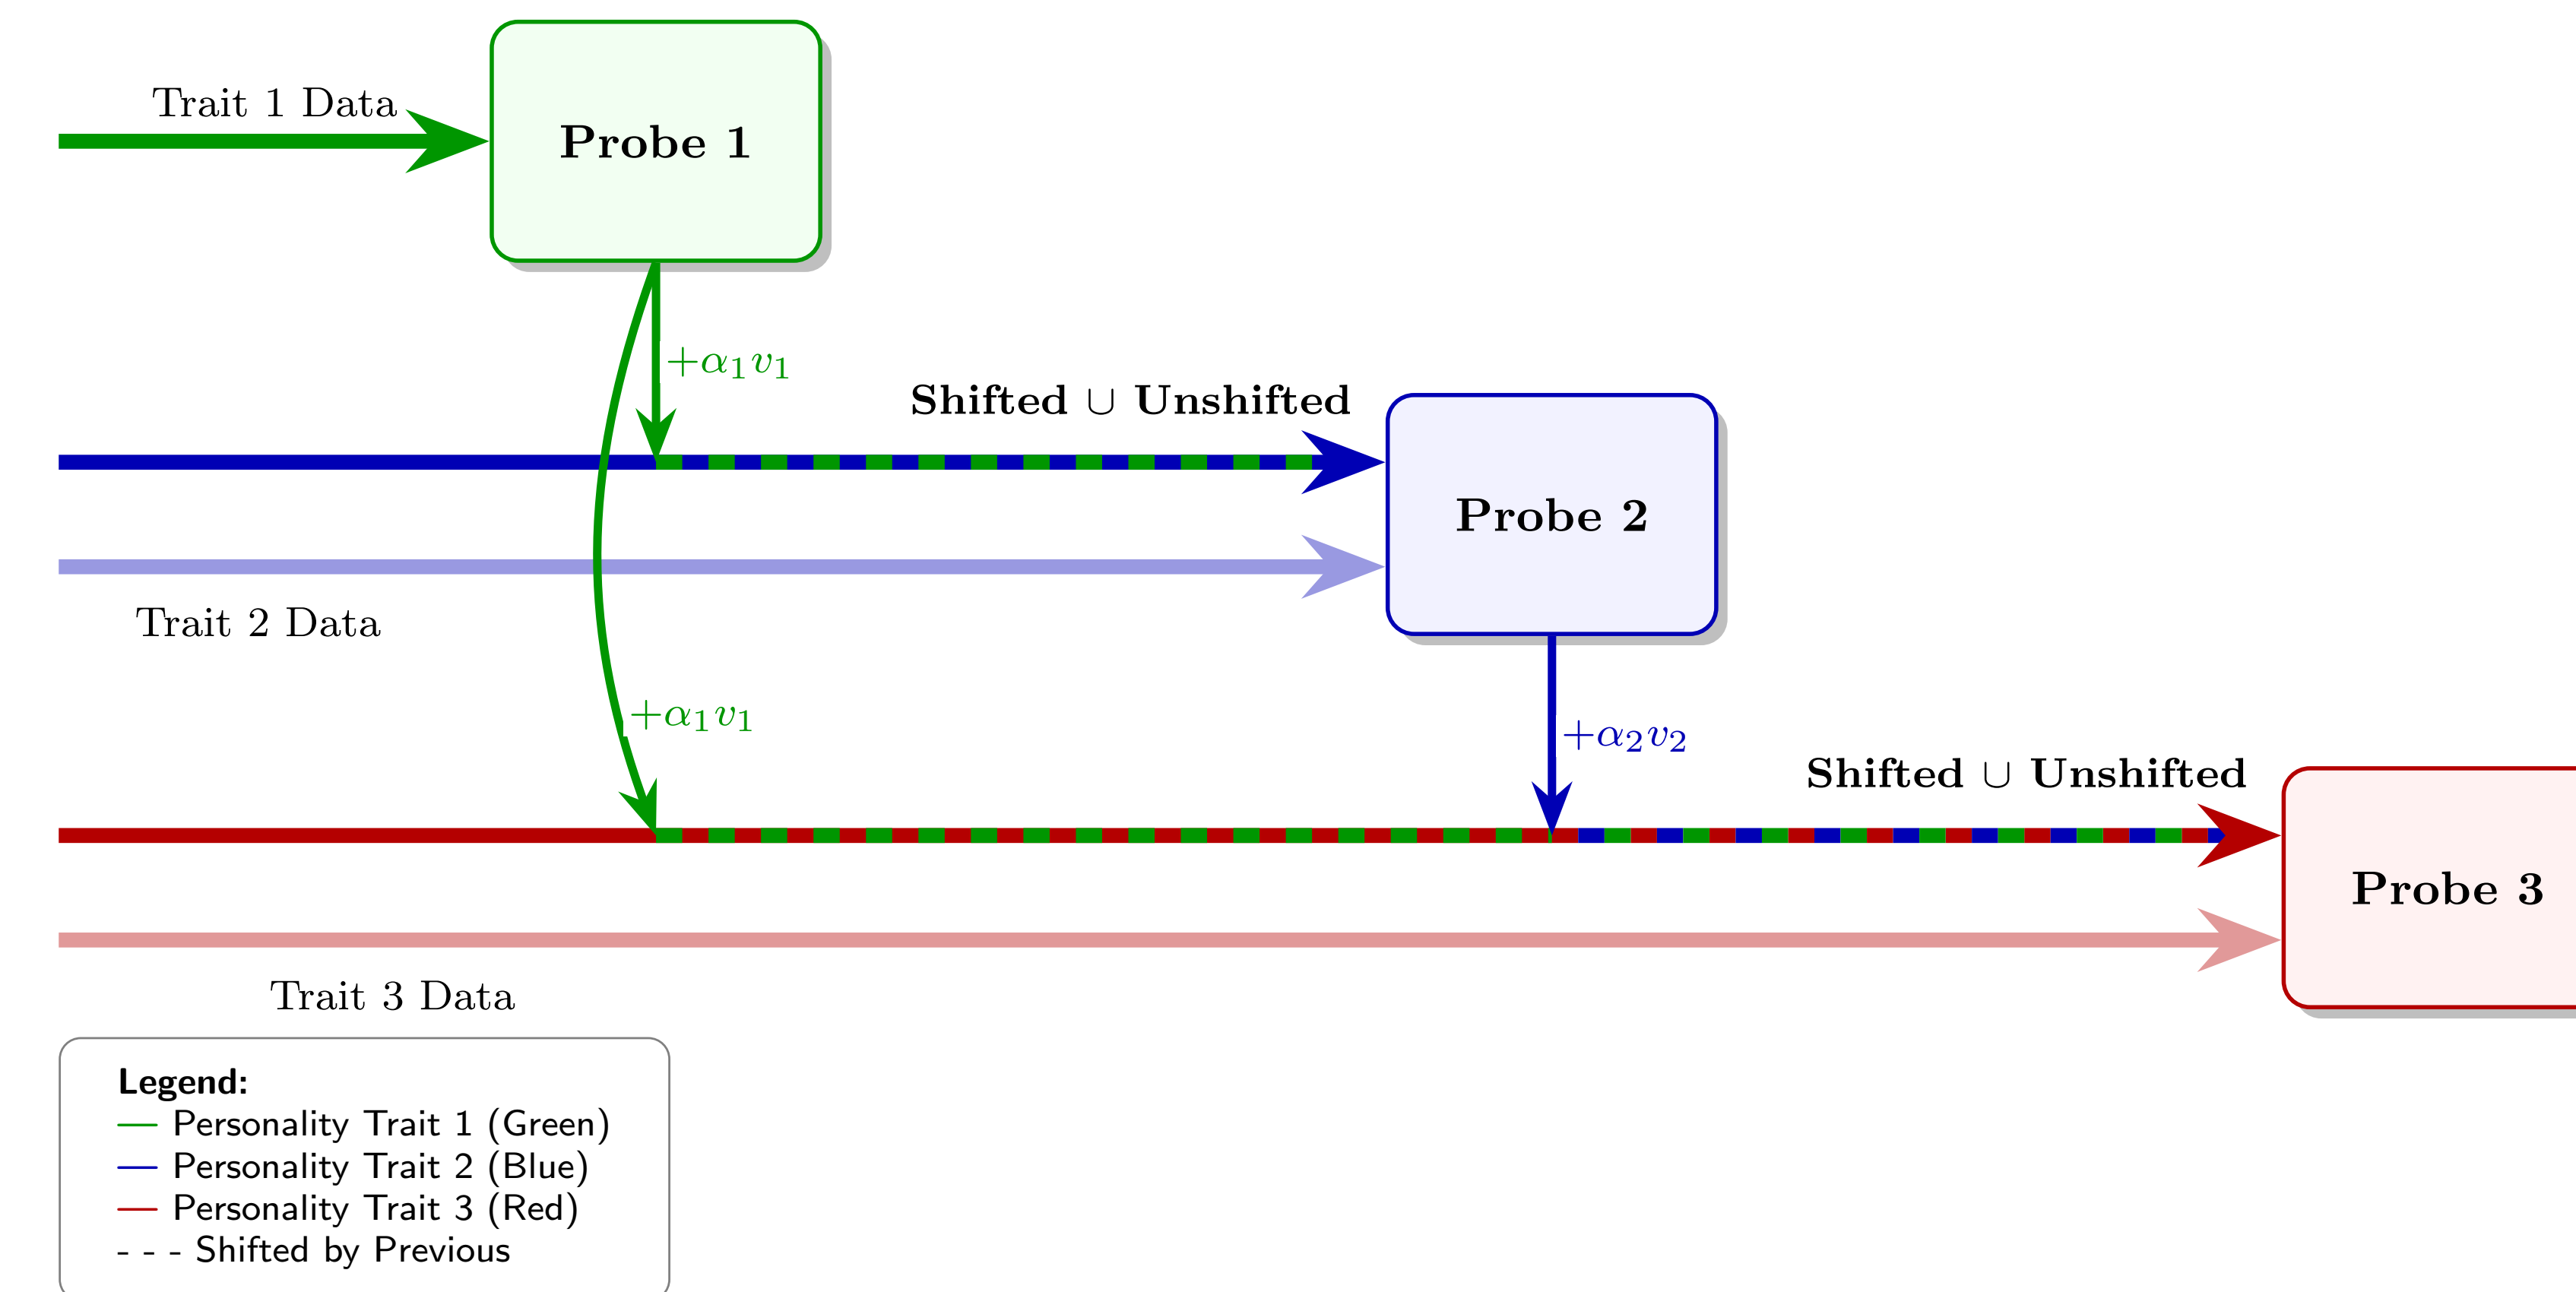 Trait 1 Data
Probe 1
+α₁v₁
Shifted ∪ Unshifted
Probe 2
Trait 2 Data
+α₁v₁
+α₂v₂
Shifted ∪ Unshifted
Probe 3
Trait 3 Data
Legend:
Personality Trait 1 (Green)
Personality Trait 2 (Blue)
Personality Trait 3 (Red)
Shifted by Previous